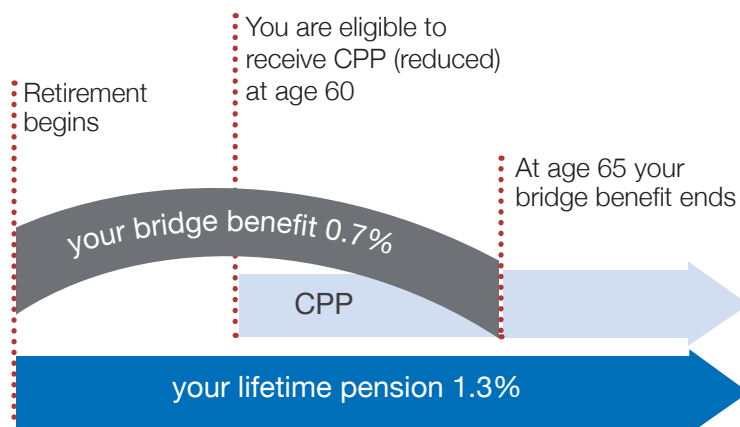 You are eligible to
receive CPP (reduced)
at age 60
Retirement
begins
At age 65 your
bridge benefit ends
your bridge benefit 0.7%
CPP
your lifetime pension 1.3%